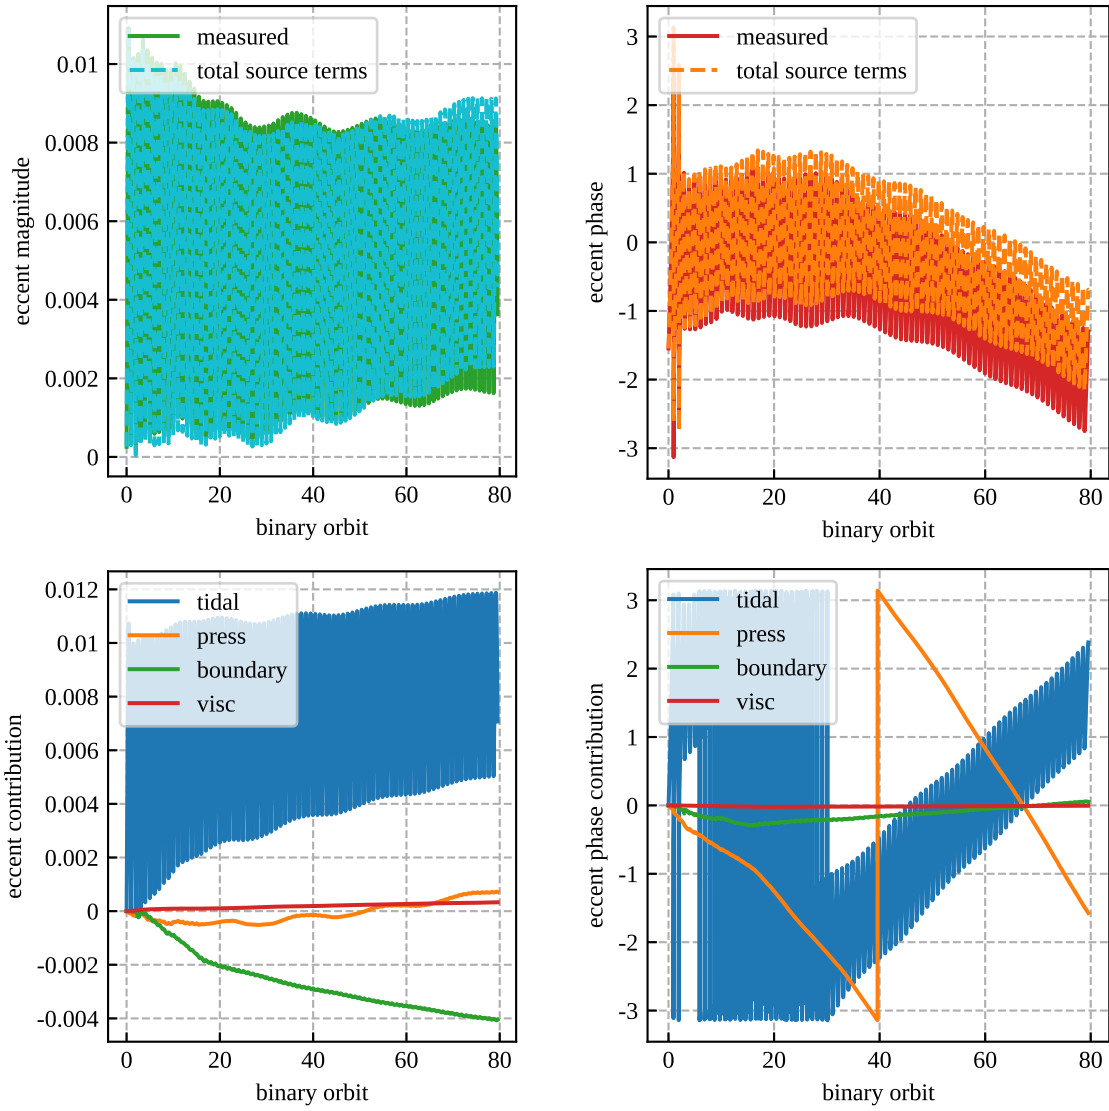 eccent magnitude
0.01
0.008
0.006
0.004
0.002
0
measured
total source terms
0 20 40 60 80
binary orbit
eccent phase
3
2
1
0
-1
-2
-3
measured
total source terms
0 20 40 60 80
binary orbit
eccent contribution
0.012
0.01
0.008
0.006
0.004
0.002
0
-0.002
-0.004
tidal
press
boundary
visc
0 20 40 60 80
binary orbit
eccent phase contribution
3
2
1
0
-1
-2
-3
tidal
press
boundary
visc
0 20 40 60 80
binary orbit